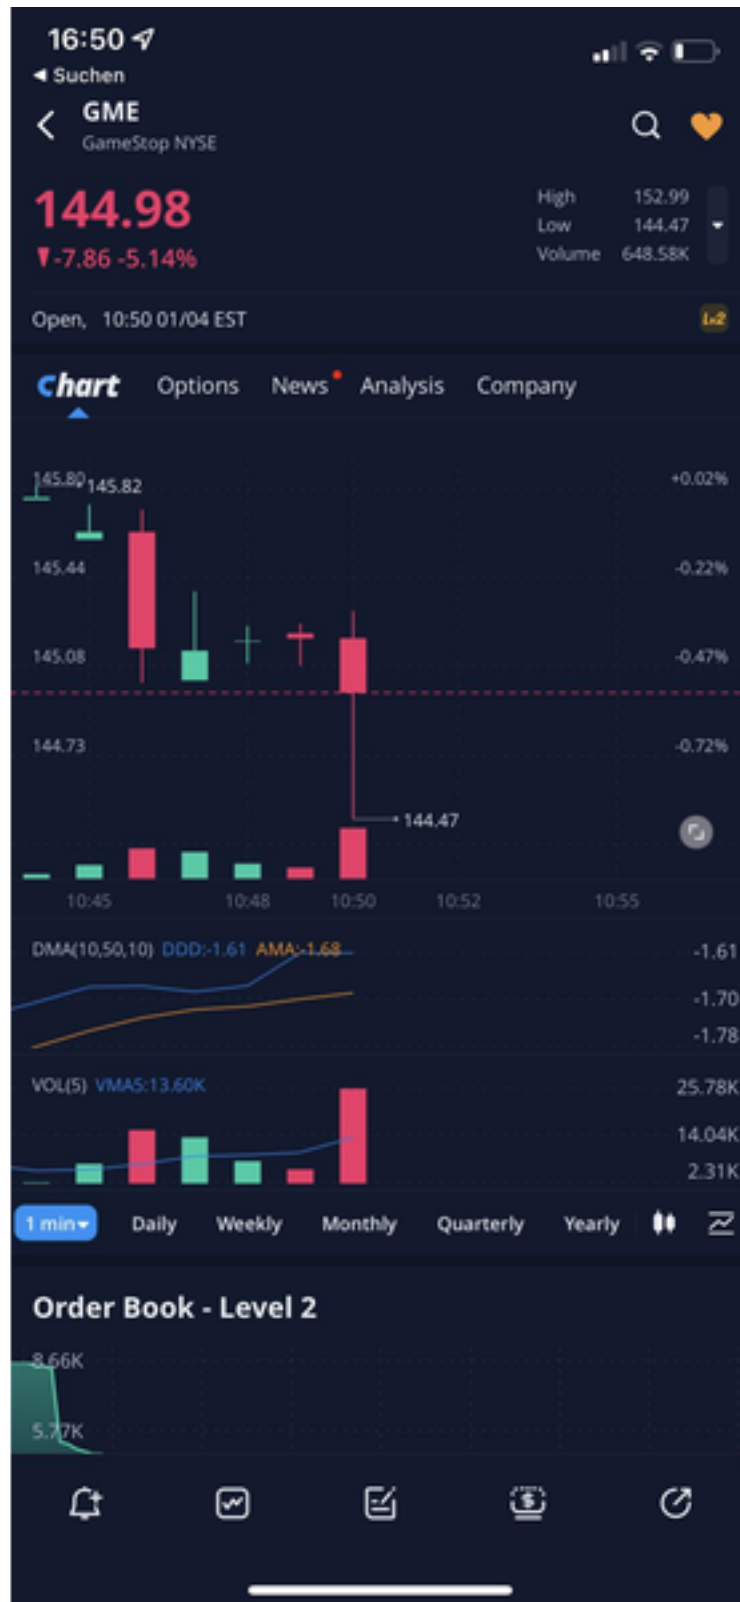 16:50
◀ Suchen
GME
GameStop NYSE
144.98
▼-7.86 -5.14%
High 152.99
Low 144.47
Volume 648.58K
Open, 10:50 01/04 EST
Lv2
Chart Options News Analysis Company
145.80 145.82 +0.02%
145.44 -0.22%
145.08 -0.47%
144.73 -0.72%
144.47
10:45 10:48 10:50 10:52 10:55
DMA(10,50,10) DDD:-1.61 AMA:-1.68 -1.61
-1.70
-1.78
VOL(5) VMA5:13.60K 25.78K
14.04K
2.31K
1 min▾ Daily Weekly Monthly Quarterly Yearly
Order Book - Level 2
8.66K
5.77K